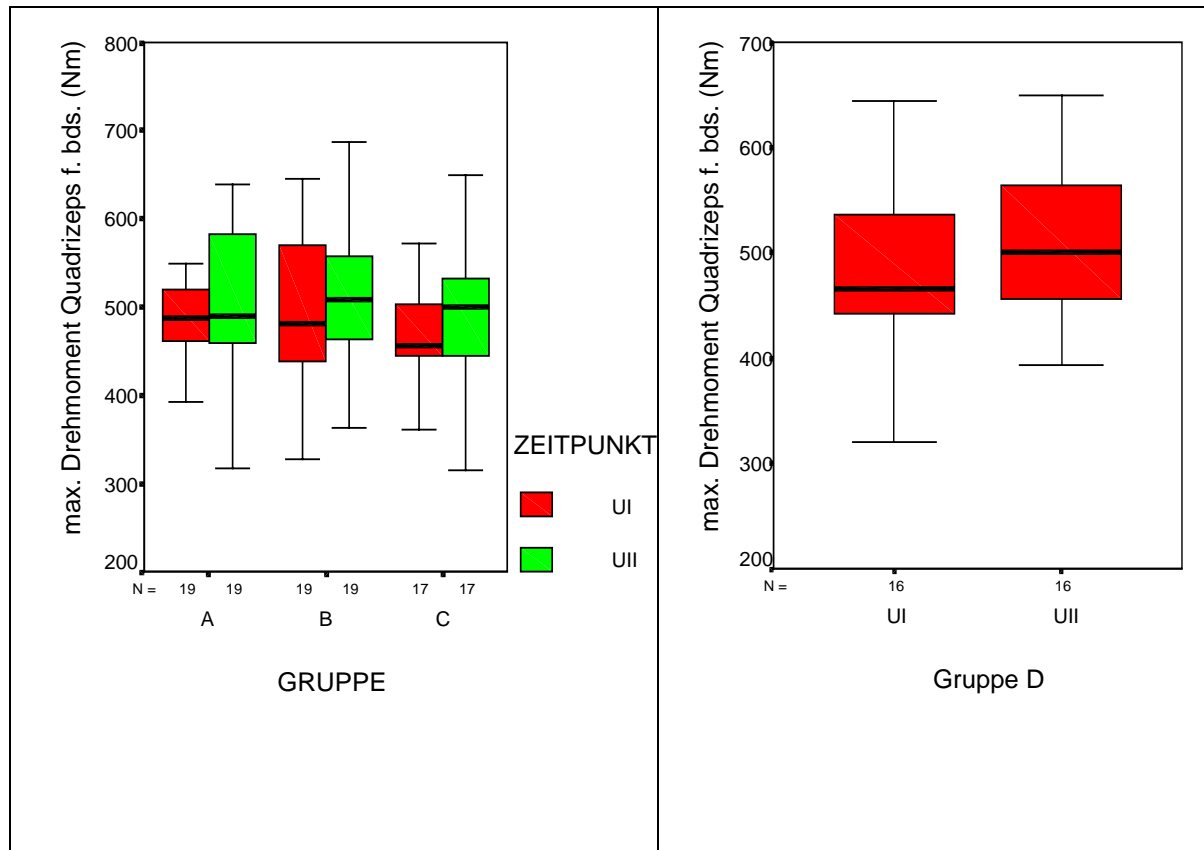 max. Drehmoment Quadrizeps f. bds. (Nm)
800
700
600
500
400
300
200
N = 19 19 19 19 17 17
A B C
GRUPPE
ZEITPUNKT
UI
UII
max. Drehmoment Quadrizeps f. bds. (Nm)
700
600
500
400
300
200
N = 16 16
UI UII
Gruppe D